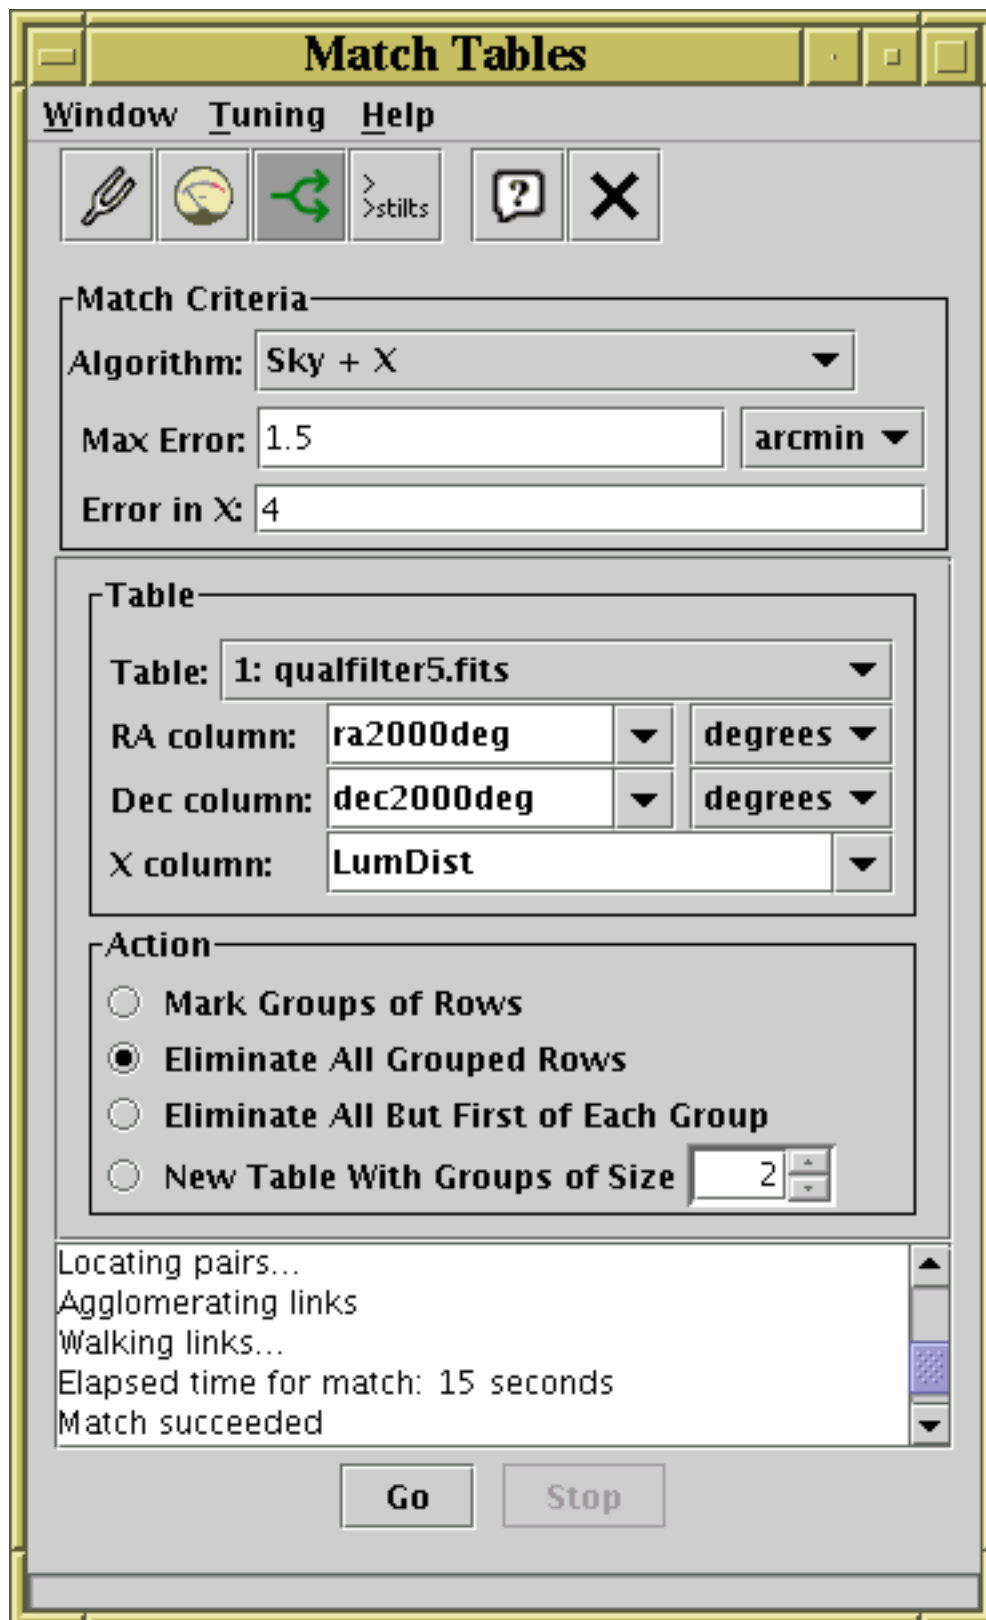 Match Tables
Window Tuning Help
>
>stilts
?
Match Criteria
Algorithm: Sky + X
Max Error: 1.5 arcmin
Error in X: 4
Table
Table: 1: qualfilter5.fits
RA column: ra2000deg degrees
Dec column: dec2000deg degrees
X column: LumDist
Action
Mark Groups of Rows
Eliminate All Grouped Rows
Eliminate All But First of Each Group
New Table With Groups of Size 2
Locating pairs...
Agglomerating links
Walking links...
Elapsed time for match: 15 seconds
Match succeeded
Go Stop